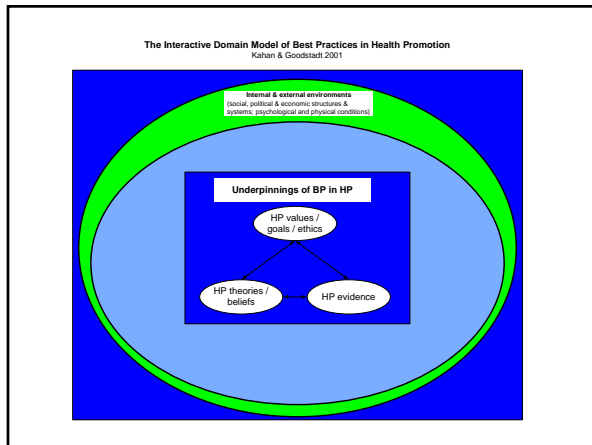 The Interactive Domain Model of Best Practices in Health Promotion
Kahan & Goodstadt 2001
Internal & external environments
(social, political & economic structures &
systems; psychological and physical conditions)
Underpinnings of BP in HP
HP values /
goals / ethics
HP theories /
beliefs
HP evidence